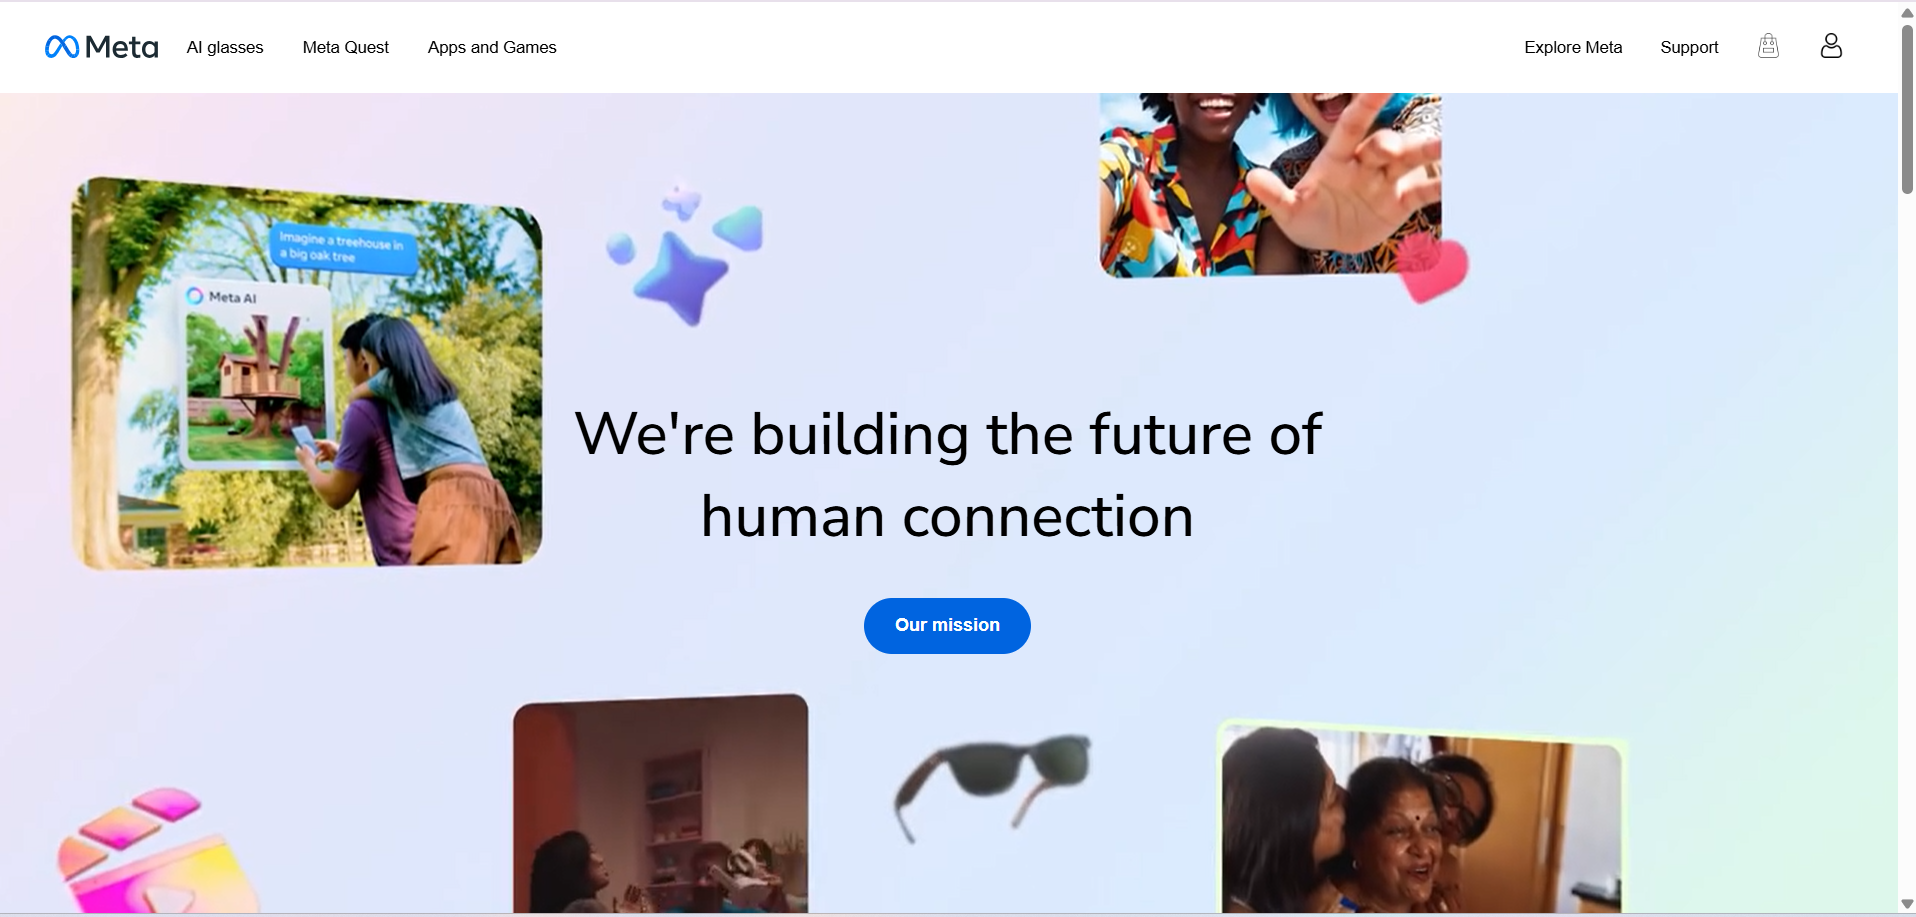 Meta
AI glasses
Meta Quest
Apps and Games
Explore Meta
Support
Imagine a treehouse in
a big oak tree
Meta AI
We're building the future of
human connection
Our mission